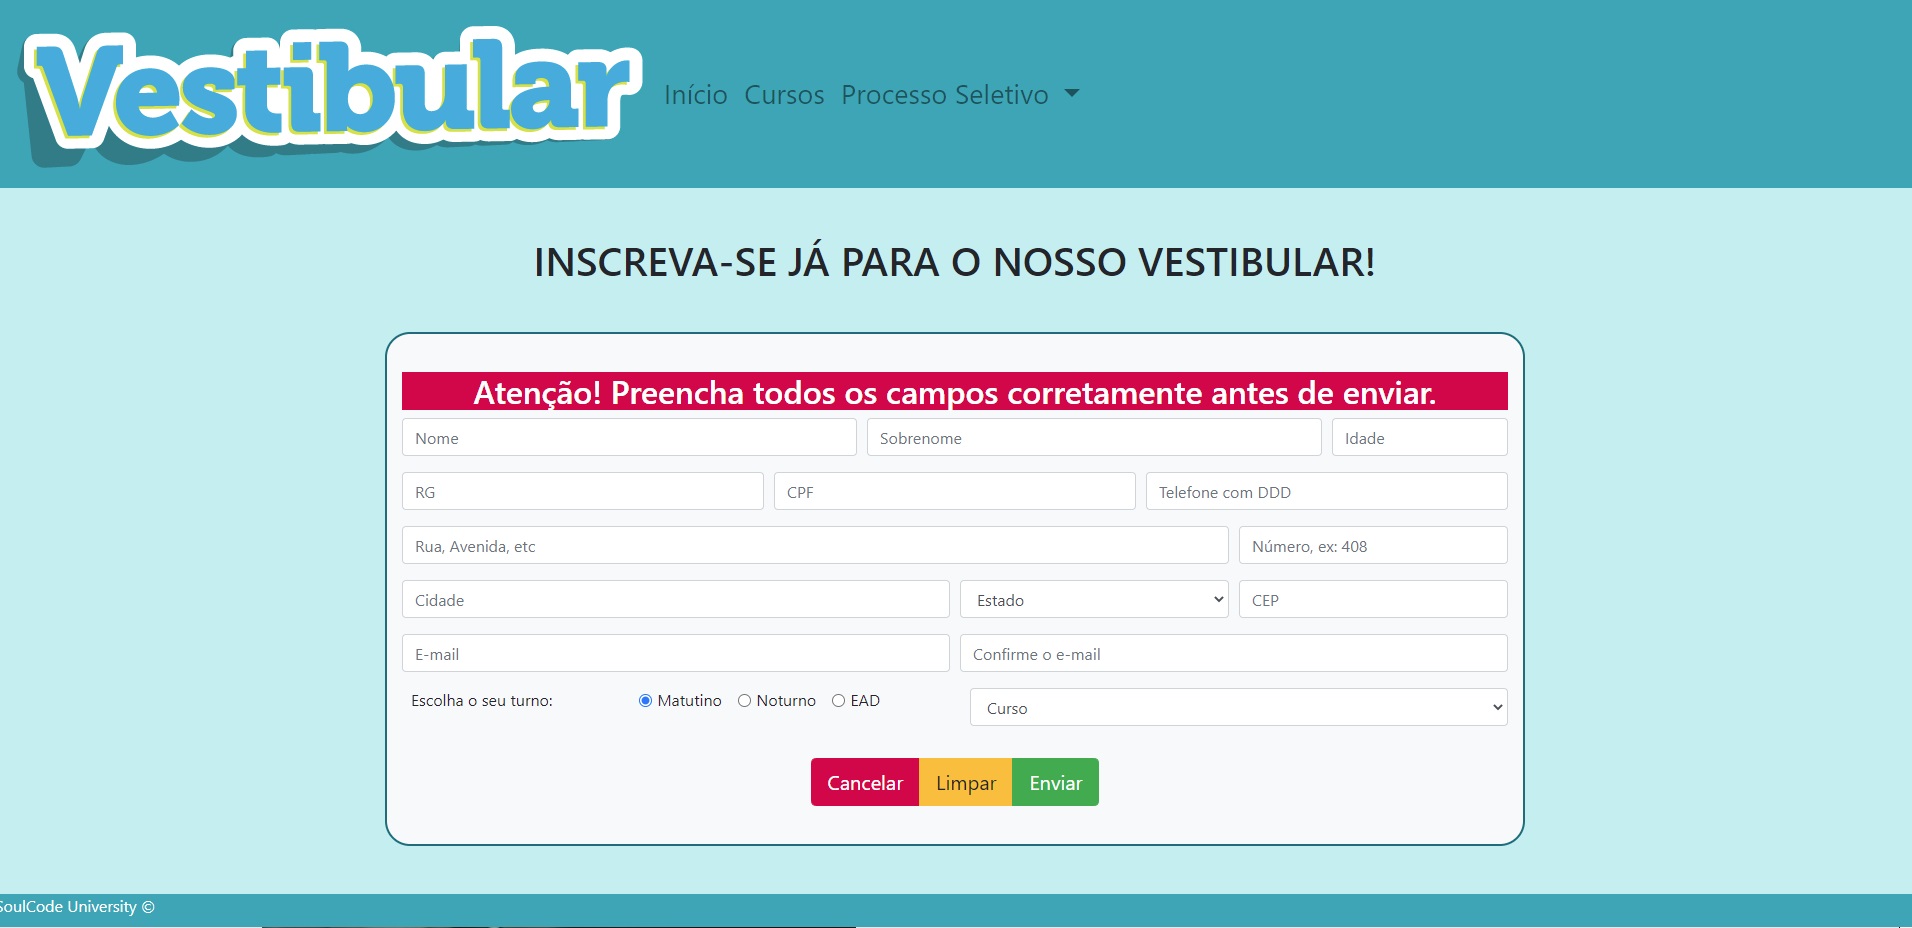 Vestibular
Início Cursos Processo Seletivo
INSCREVA-SE JÁ PARA O NOSSO VESTIBULAR!
Atenção! Preencha todos os campos corretamente antes de enviar.
Nome Sobrenome Idade
RG CPF Telefone com DDD
Rua, Avenida, etc Número, ex: 408
Cidade Estado CEP
E-mail Confirme o e-mail
Escolha o seu turno: Matutino Noturno EAD Curso
Cancelar Limpar Enviar
SoulCode University ©